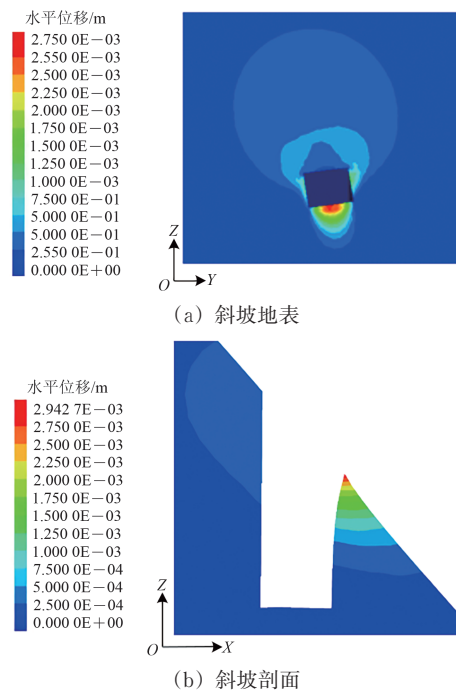 水平位移/m
2.750 0E－03
2.550 0E－03
2.500 0E－03
2.250 0E－03
2.000 0E－03
1.750 0E－03
1.500 0E－03
1.250 0E－03
1.000 0E－03
5.000 0E－01
5.000 0E－01
5.000 0E－01
2.550 0E－01
0.000 0E＋00
Z
O
Y
(a) 斜坡地表
水平位移/m
2.942 7E－03
2.750 0E－03
2.500 0E－03
2.250 0E－03
2.000 0E－03
1.750 0E－03
1.500 0E－03
1.250 0E－03
1.000 0E－03
7.500 0E－04
5.000 0E－04
2.500 0E－04
0.000 0E＋00
Z
O
X
(b) 斜坡剖面